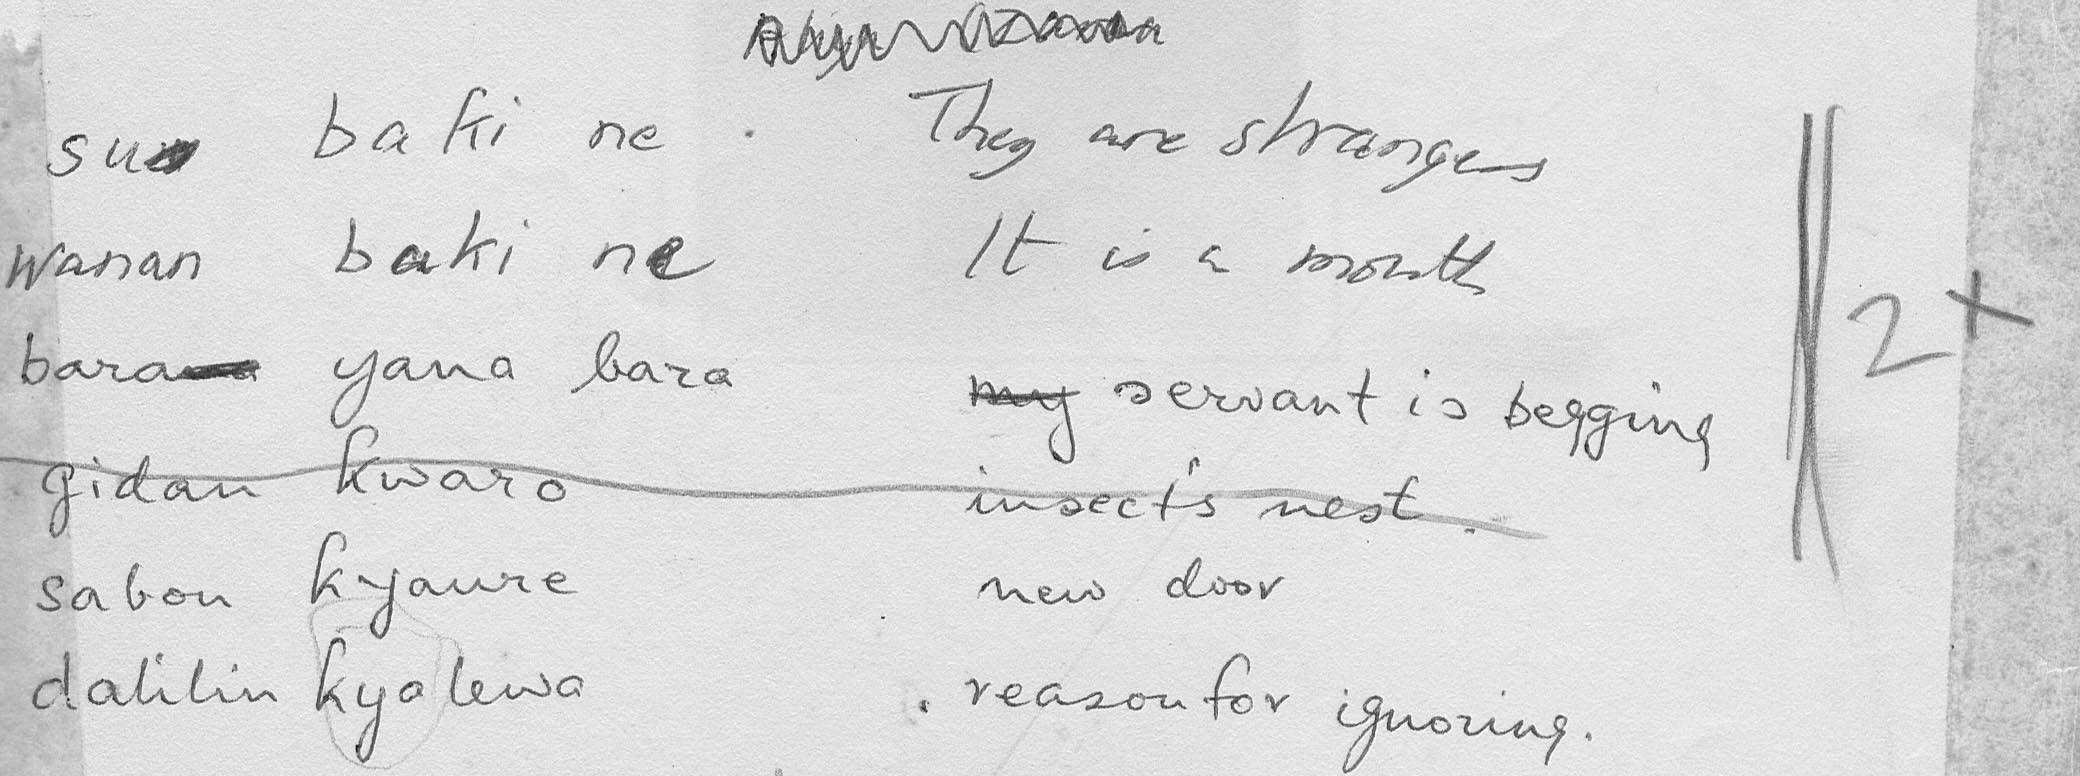 su baki ne . They are strangers
wanan baki ne It is a mouth
bara yana bara my servant is begging 2x
gidan kwaro insect's nest.
sabon kyaure new door
dalilin kyalewa . reason for ignoring.